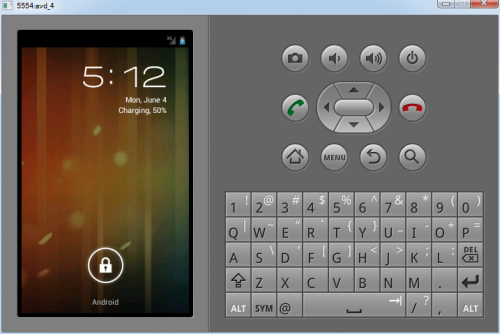 5554:avd_4
3G
5:12
Mon, June 4
Charging, 50%
Android
MENU
1 ! 2 @ 3 # 4 $ 5 % 6 ^ 7 & 8 * 9 ( 0 )
Q | W ~ E " R ` T { Y } U _ I - O + P =
A S \ D ' F [ G ] H < J > K ; L : DEL
Z X C V B N M .
ALT SYM @ / ? , ALT